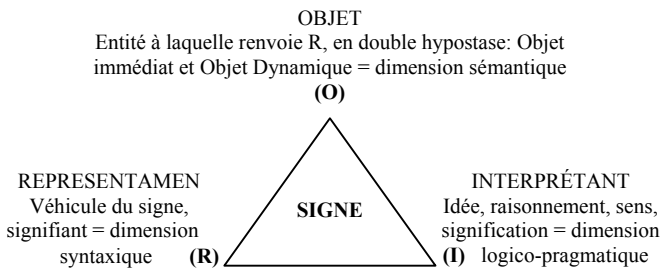 OBJET
Entité à laquelle renvoie R, en double hypostase: Objet
immédiat et Objet Dynamique = dimension sémantique
(O)
REPRESENTAMEN
Véhicule du signe,
signifiant = dimension
syntaxique (R)
SIGNE
INTERPRÉTANT
Idée, raisonnement, sens,
signification = dimension
(I) logico-pragmatique